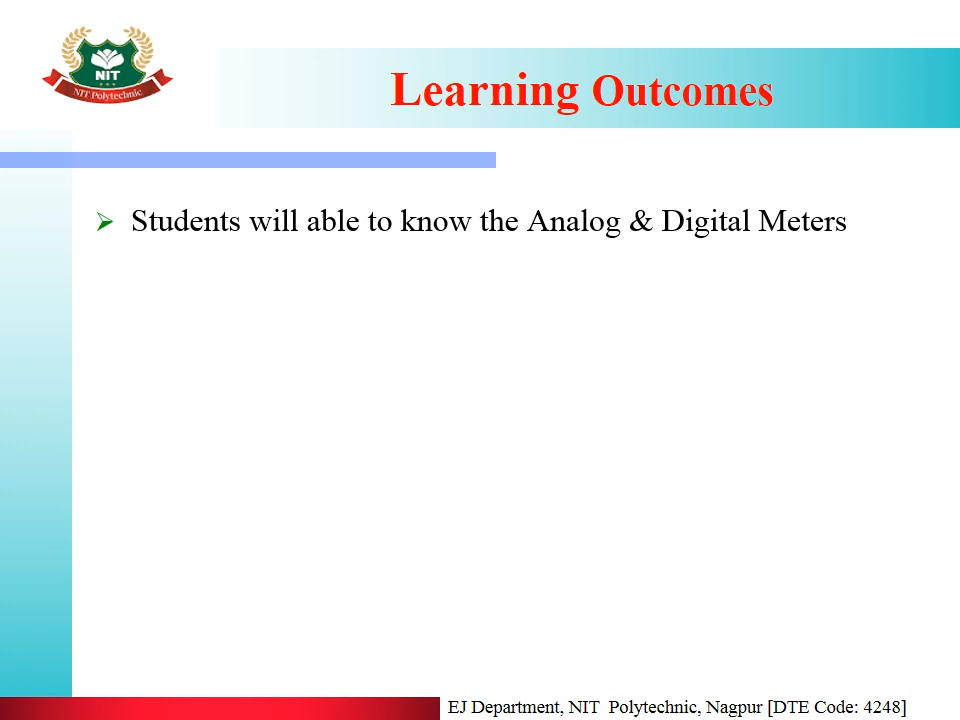 NIT
NIT Polytechnic
Learning Outcomes
Students will able to know the Analog & Digital Meters
EJ Department, NIT Polytechnic, Nagpur [DTE Code: 4248]